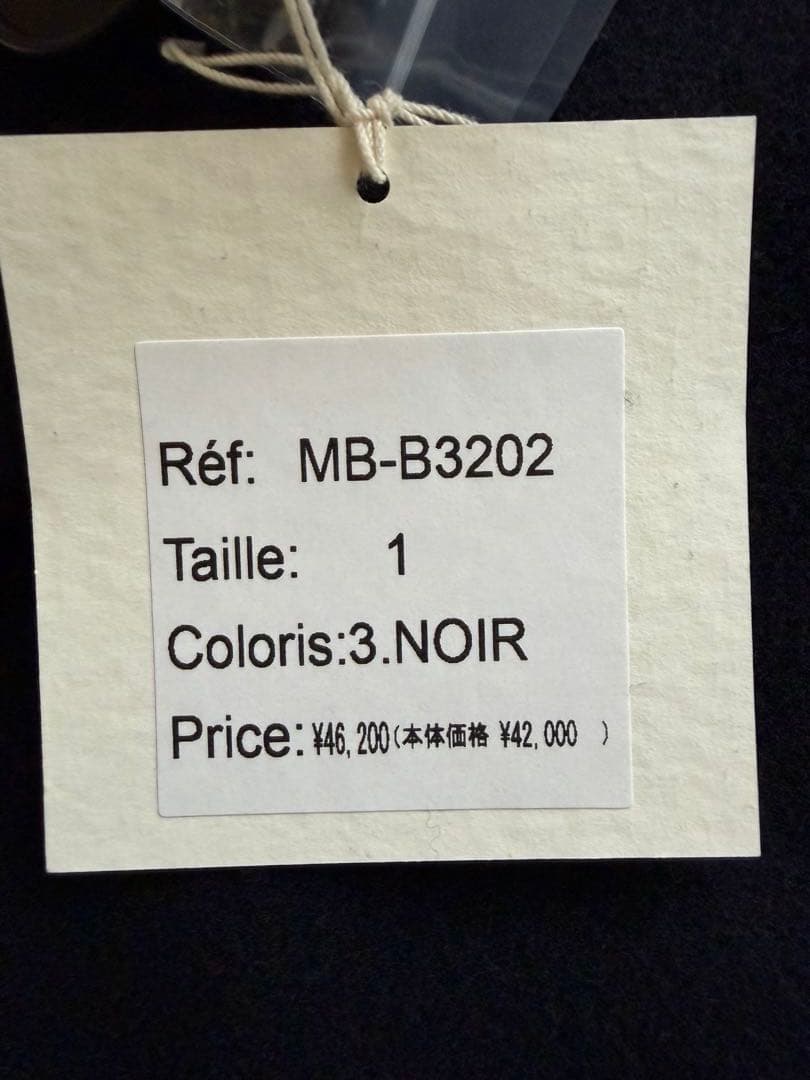 Réf: MB-B3202
Taille: 1
Coloris:3.NOIR
Price:¥46,200(本体価格 ¥42,000 )